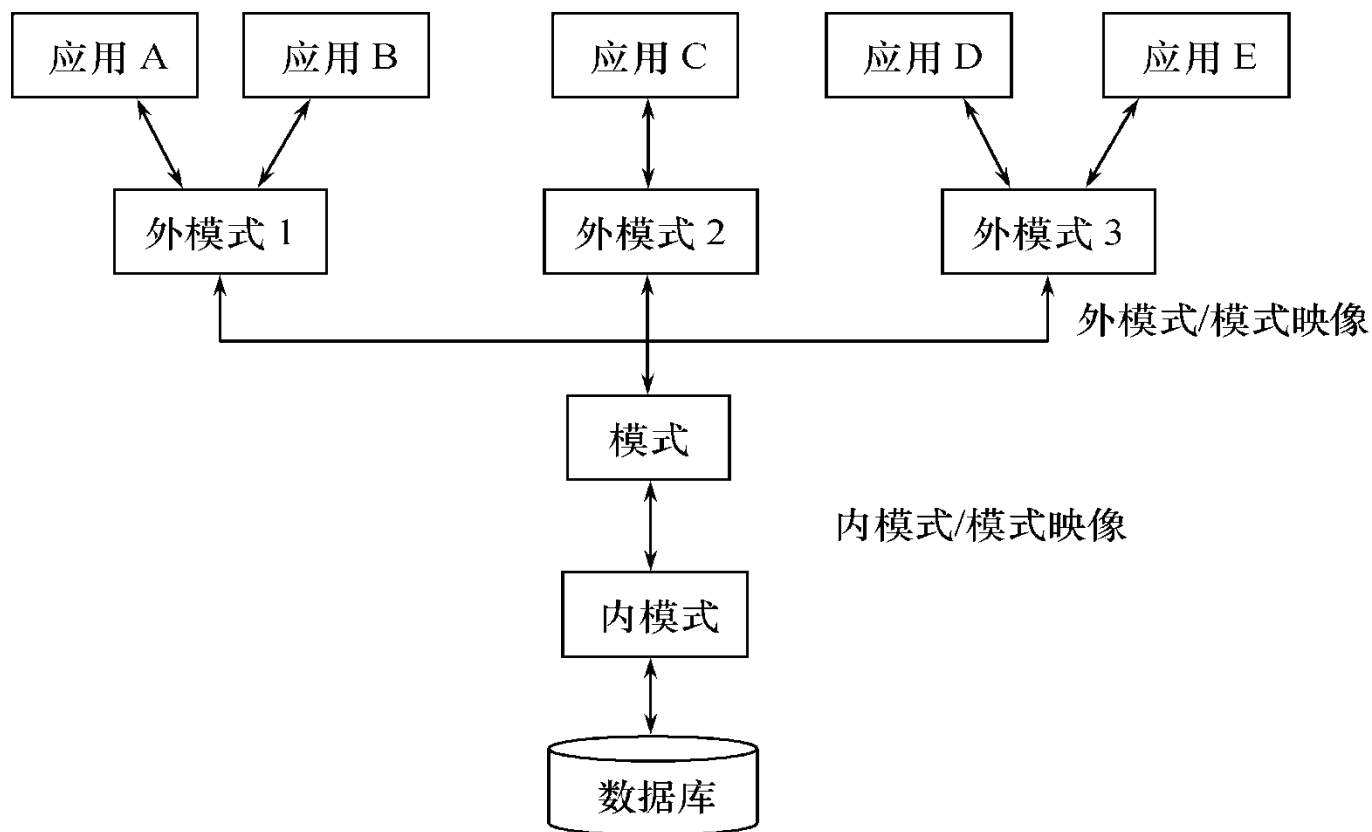 应用 A
应用 B
应用 C
应用 D
应用 E
外模式 1
外模式 2
外模式 3
外模式/模式映像
模式
内模式/模式映像
内模式
数据库